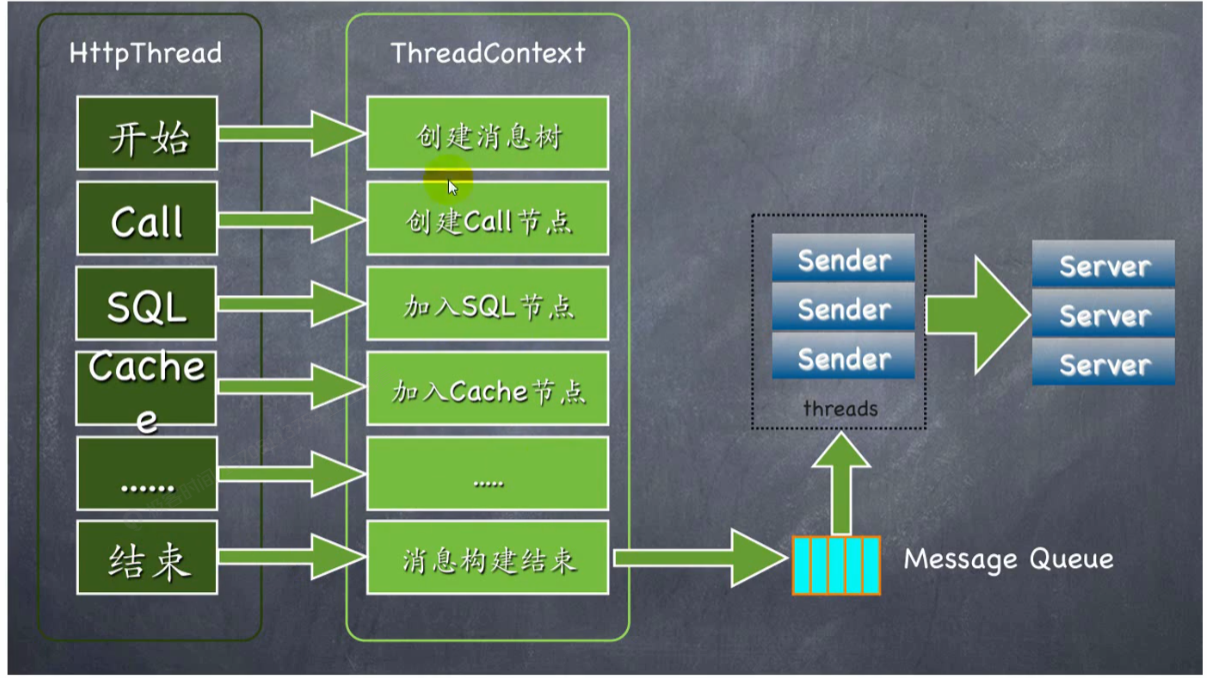 HttpThread
ThreadContext
开始
创建消息树
Call
创建Call节点
SQL
加入SQL节点
Cache
e
加入Cache节点
......
.....
结束
消息构建结束
Sender
Sender
Sender
threads
Server
Server
Server
Message Queue